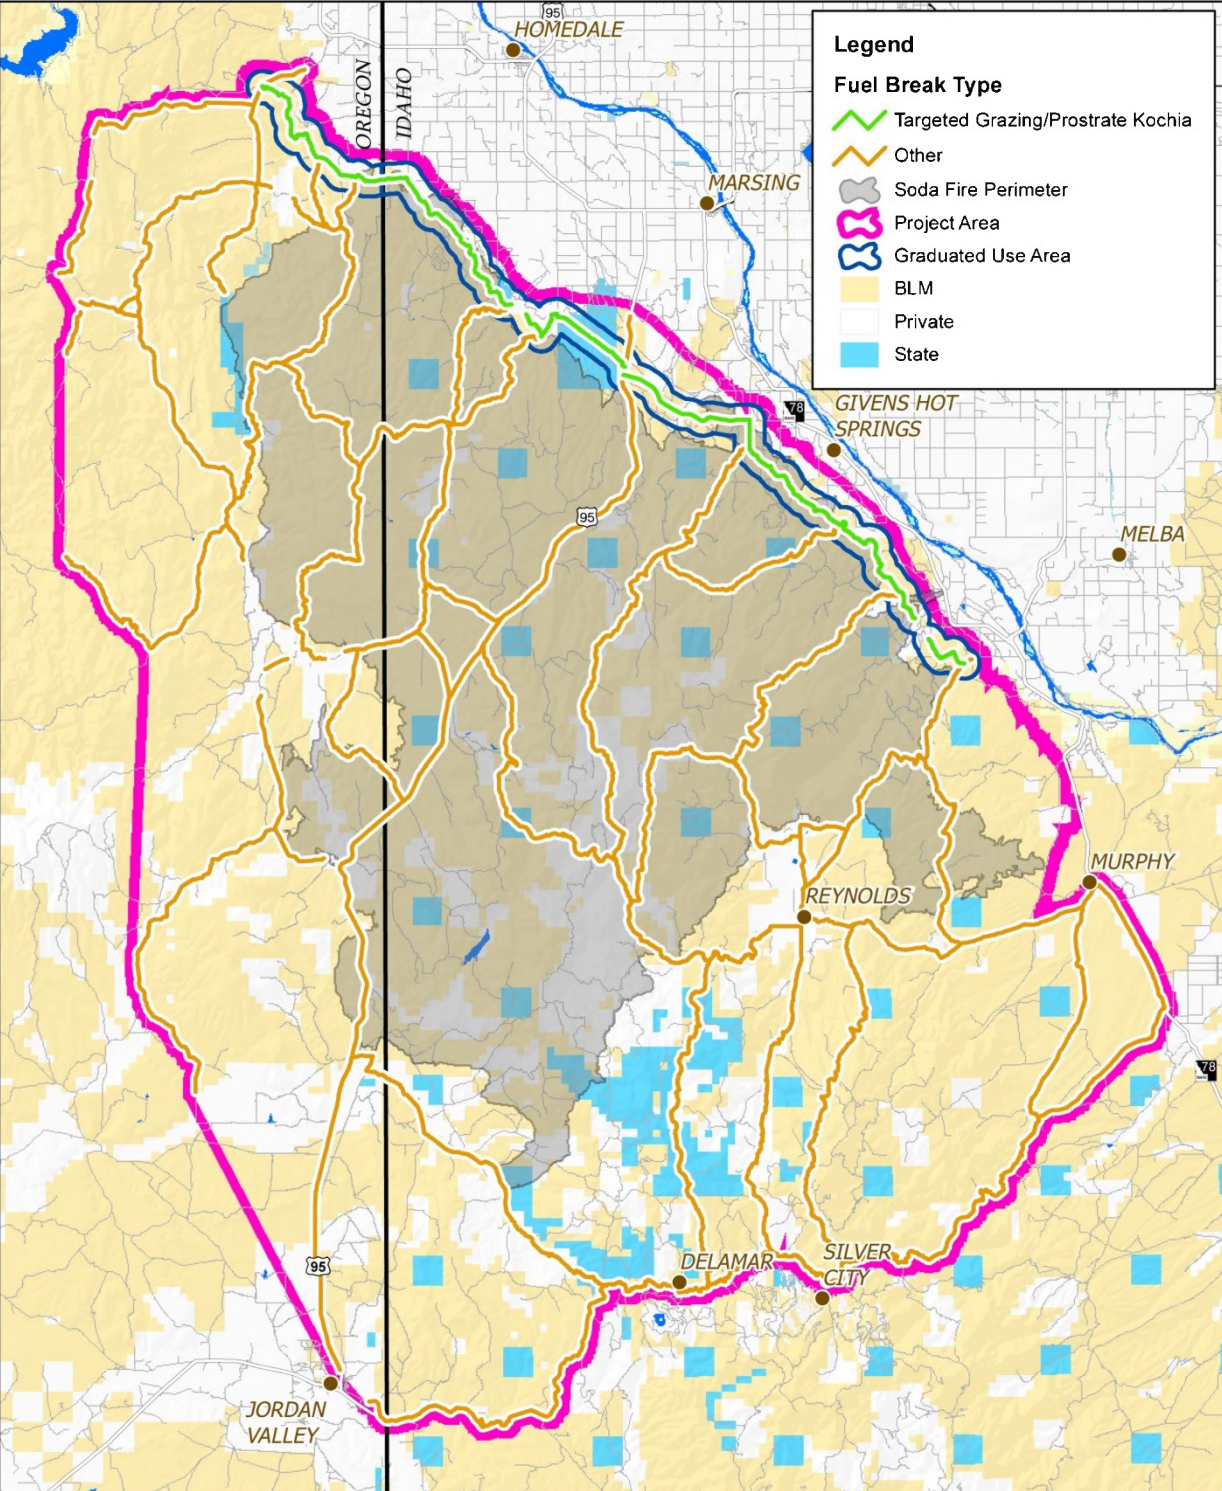 95
HOMEDALE
OREGON
IDAHO
MARSING
Legend
Fuel Break Type
Targeted Grazing/Prostrate Kochia
Other
Soda Fire Perimeter
Project Area
Graduated Use Area
BLM
Private
State
78
GIVENS HOT
SPRINGS
95
MELBA
MURPHY
REYNOLDS
78
95
DELAMAR
SILVER
CITY
JORDAN
VALLEY